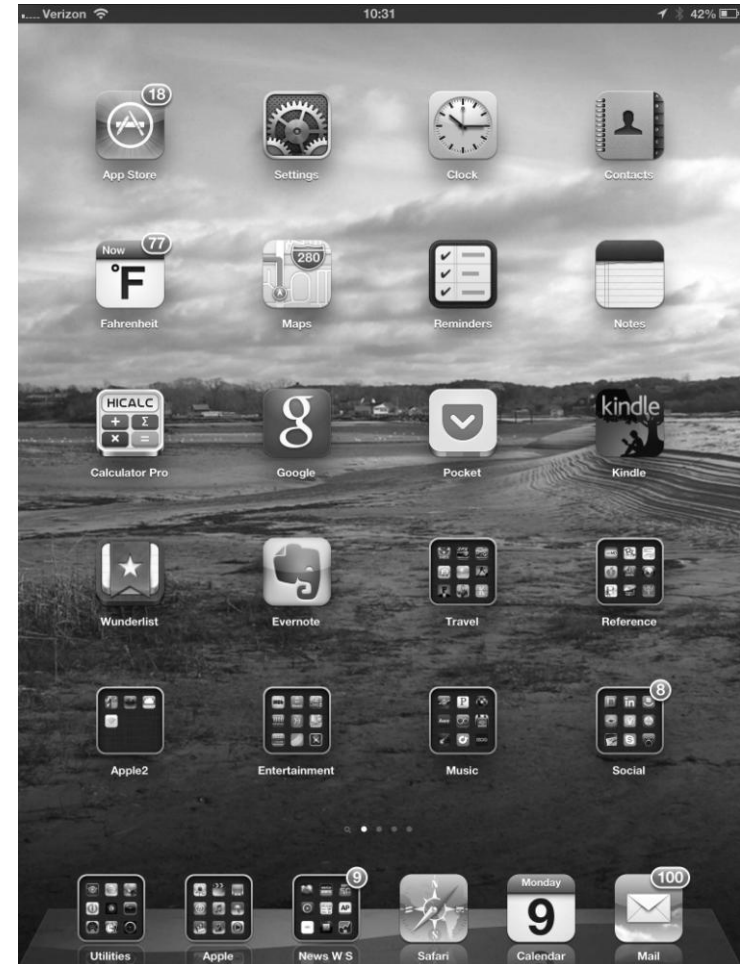 Verizon 10:31 42%
18
App Store Settings Clock Contacts
Now 77
°F 280
Fahrenheit Maps Reminders Notes
HICALC
+ Σ
× =
g kindle
Calculator Pro Google Pocket Kindle
Wunderlist Evernote Travel Reference
8
Apple2 Entertainment Music Social
9 Monday 100
9
Utilities Apple News W S Safari Calendar Mail